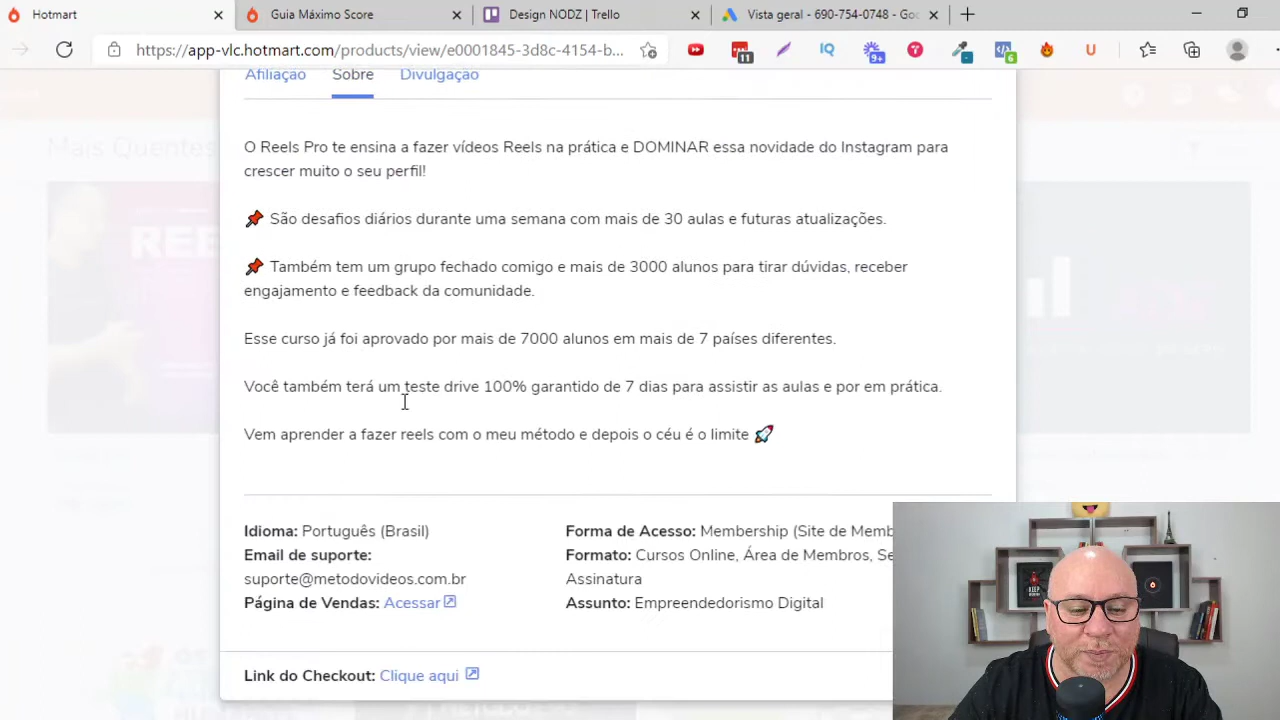 Hotmart
Guia Máximo Score
Design NODZ | Trello
Vista geral - 690-754-0748 - Goo
https://app-vlc.hotmart.com/products/view/e0001845-3d8c-4154-b...
11
IQ
9+
T
6
U
Afiliação Sobre Divulgação
Mais Quentes
REE
O Reels Pro te ensina a fazer vídeos Reels na prática e DOMINAR essa novidade do Instagram para
crescer muito o seu perfil!
São desafios diários durante uma semana com mais de 30 aulas e futuras atualizações.
Também tem um grupo fechado comigo e mais de 3000 alunos para tirar dúvidas, receber
engajamento e feedback da comunidade.
Esse curso já foi aprovado por mais de 7000 alunos em mais de 7 países diferentes.
Você também terá um teste drive 100% garantido de 7 dias para assistir as aulas e por em prática.
Vem aprender a fazer reels com o meu método e depois o céu é o limite
Idioma: Português (Brasil)
Email de suporte:
suporte@metodovideos.com.br
Página de Vendas: Acessar
Forma de Acesso: Membership (Site de Memb
Formato: Cursos Online, Área de Membros, Se
Assinatura
Assunto: Empreendedorismo Digital
Link do Checkout: Clique aqui